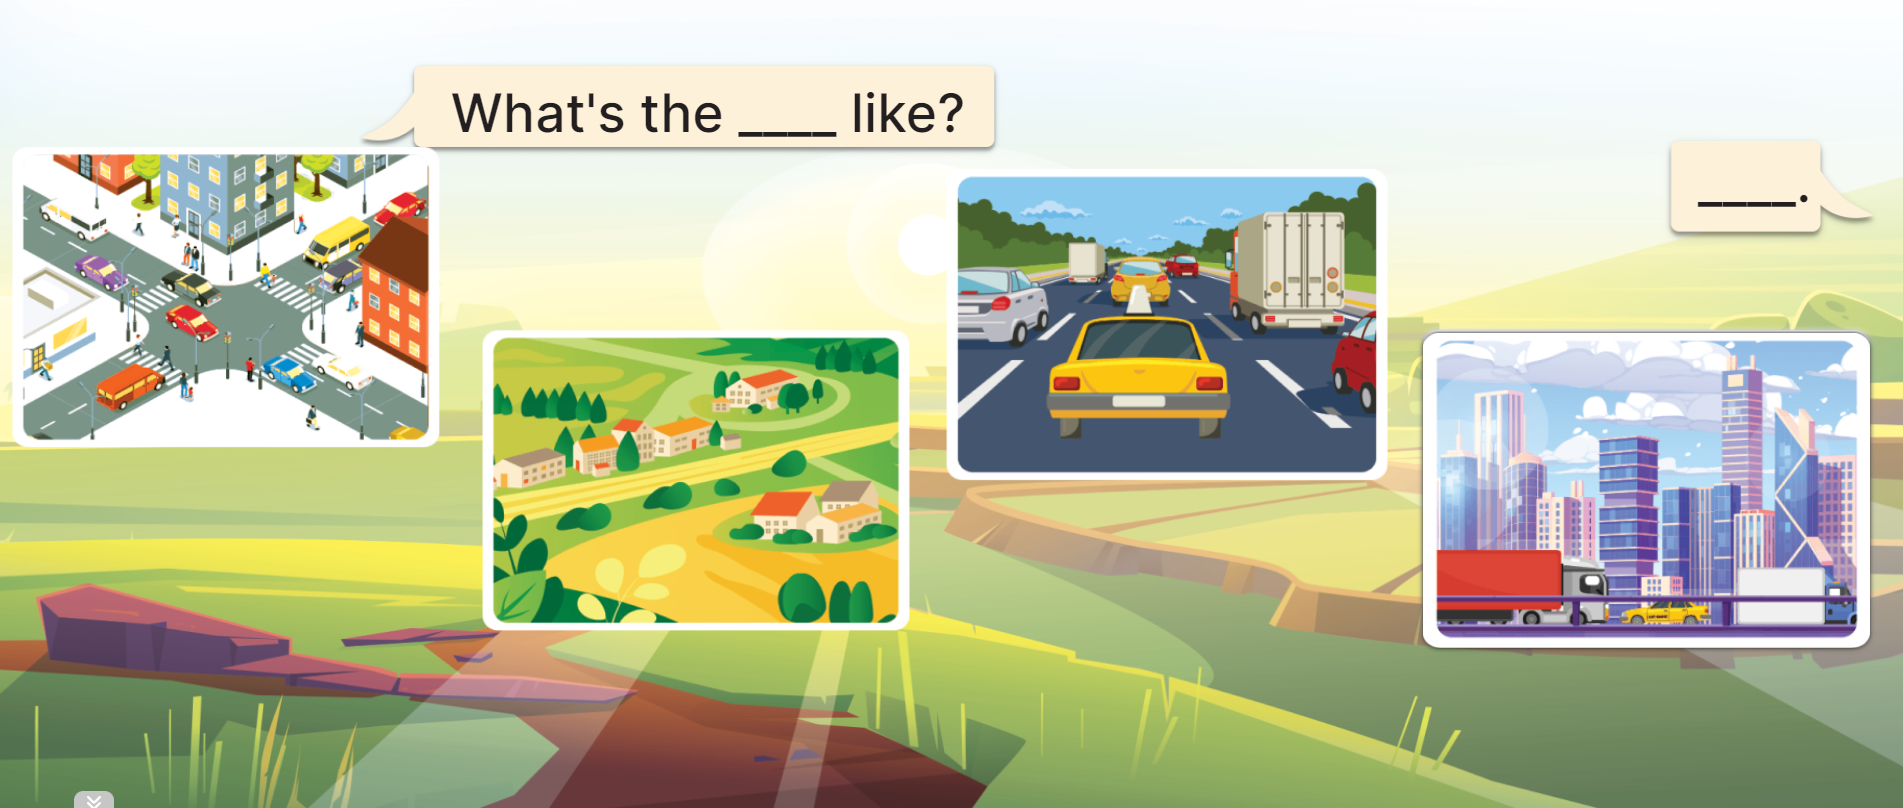 What's the ____ like?
____.